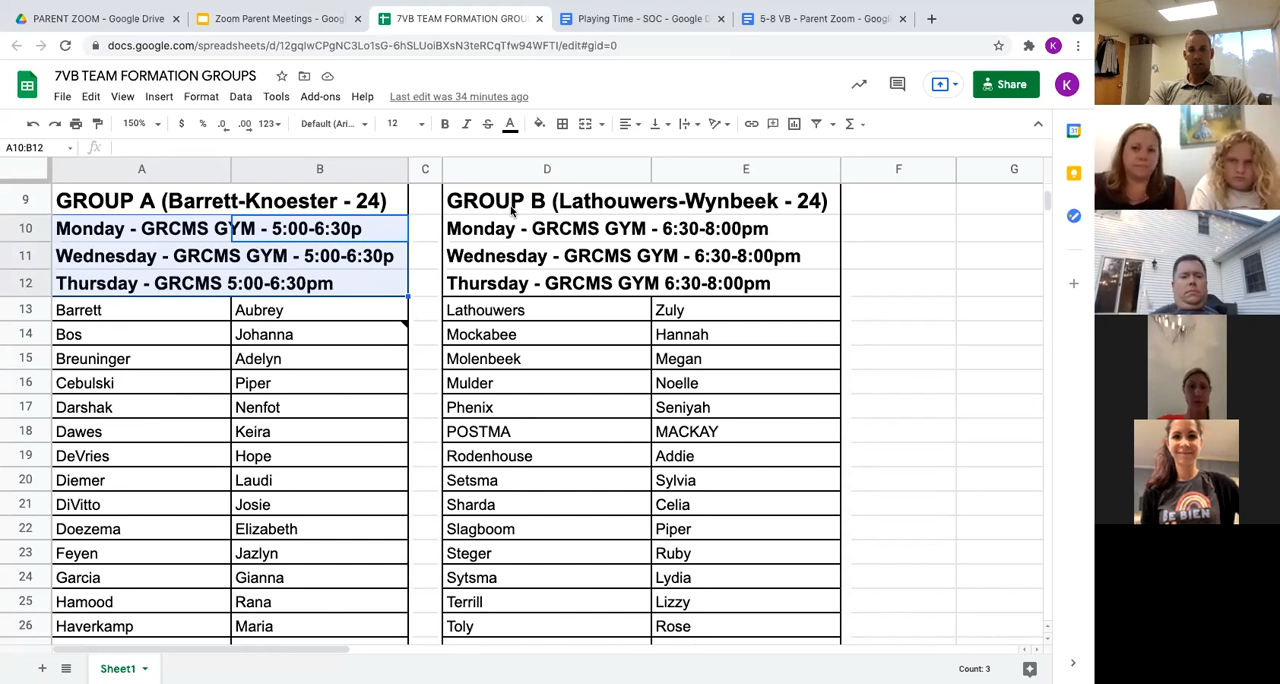 PARENT ZOOM - Google Drive
Zoom Parent Meetings - Goog
7VB TEAM FORMATION GROU
Playing Time - SOC - Google D
5-8 VB - Parent Zoom - Goog
docs.google.com/spreadsheets/d/12gqlwCPgNC3Lo1sG-6hSLUoiBXsN3teRCqTfw94WFTI/edit#gid=0
K
7VB TEAM FORMATION GROUPS
File Edit View Insert Format Data Tools Add-ons Help Last edit was 34 minutes ago
Share
K
150% $ % .0 .00 123 Default (Ari... 12 B I S A
31
A10:B12 fx
A B C D E F G
9 GROUP A (Barrett-Knoester - 24) GROUP B (Lathouwers-Wynbeek - 24)
10 Monday - GRCMS GYM - 5:00-6:30p Monday - GRCMS GYM - 6:30-8:00pm
11 Wednesday - GRCMS GYM - 5:00-6:30p Wednesday - GRCMS GYM - 6:30-8:00pm
12 Thursday - GRCMS 5:00-6:30pm Thursday - GRCMS GYM 6:30-8:00pm
13 Barrett Aubrey Lathouwers Zuly
14 Bos Johanna Mockabee Hannah
15 Breuninger Adelyn Molenbeek Megan
16 Cebulski Piper Mulder Noelle
17 Darshak Nenfot Phenix Seniyah
18 Dawes Keira POSTMA MACKAY
19 DeVries Hope Rodenhouse Addie
20 Diemer Laudi Setsma Sylvia
21 DiVitto Josie Sharda Celia
22 Doezema Elizabeth Slagboom Piper
23 Feyen Jazlyn Steger Ruby
24 Garcia Gianna Sytsma Lydia
25 Hamood Rana Terrill Lizzy
26 Haverkamp Maria Toly Rose
BE BIEN
Sheet1
Count: 3